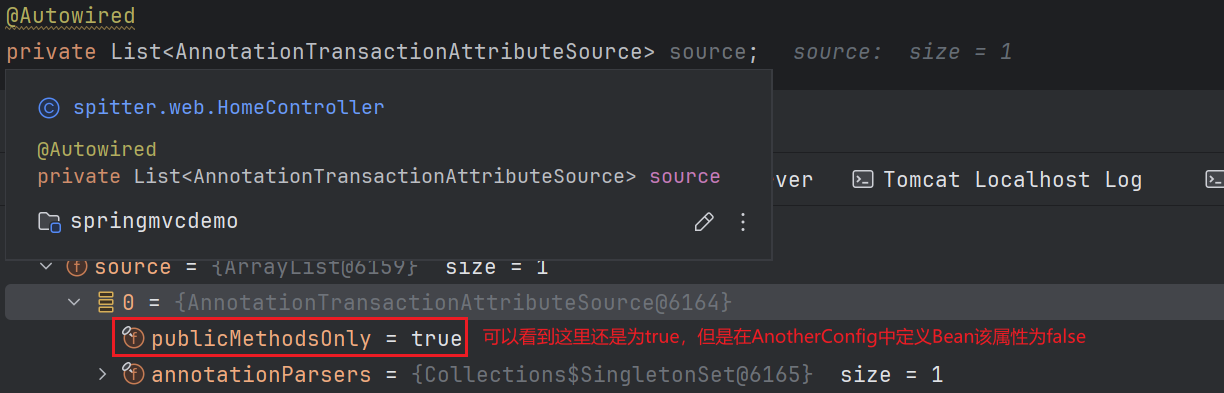 @Autowired
private List<AnnotationTransactionAttributeSource> source; source: size = 1
spitter.web.HomeController
@Autowired
private List<AnnotationTransactionAttributeSource> source
ver Tomcat Localhost Log
springmvcdemo
source = {ArrayList@6159} size = 1
0 = {AnnotationTransactionAttributeSource@6164}
publicMethodsOnly = true 可以看到这里还是为true，但是在AnotherConfig中定义Bean该属性为false
annotationParsers = {Collections$SingletonSet@6165} size = 1